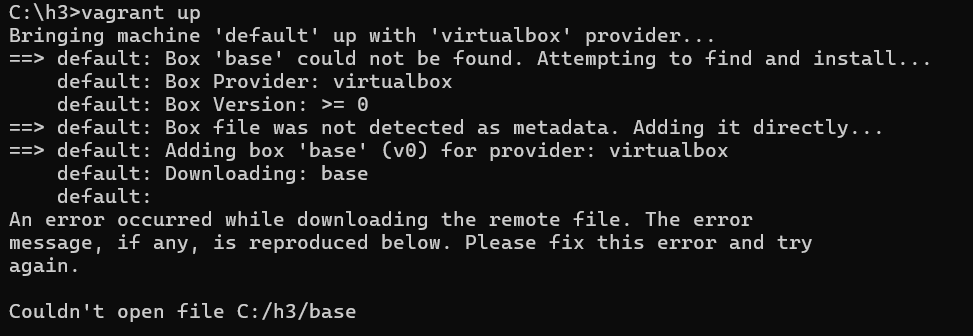 C:\h3>vagrant up
Bringing machine 'default' up with 'virtualbox' provider...
==> default: Box 'base' could not be found. Attempting to find and install...
    default: Box Provider: virtualbox
    default: Box Version: >= 0
==> default: Box file was not detected as metadata. Adding it directly...
==> default: Adding box 'base' (v0) for provider: virtualbox
    default: Downloading: base
    default:
An error occurred while downloading the remote file. The error
message, if any, is reproduced below. Please fix this error and try
again.

Couldn't open file C:/h3/base